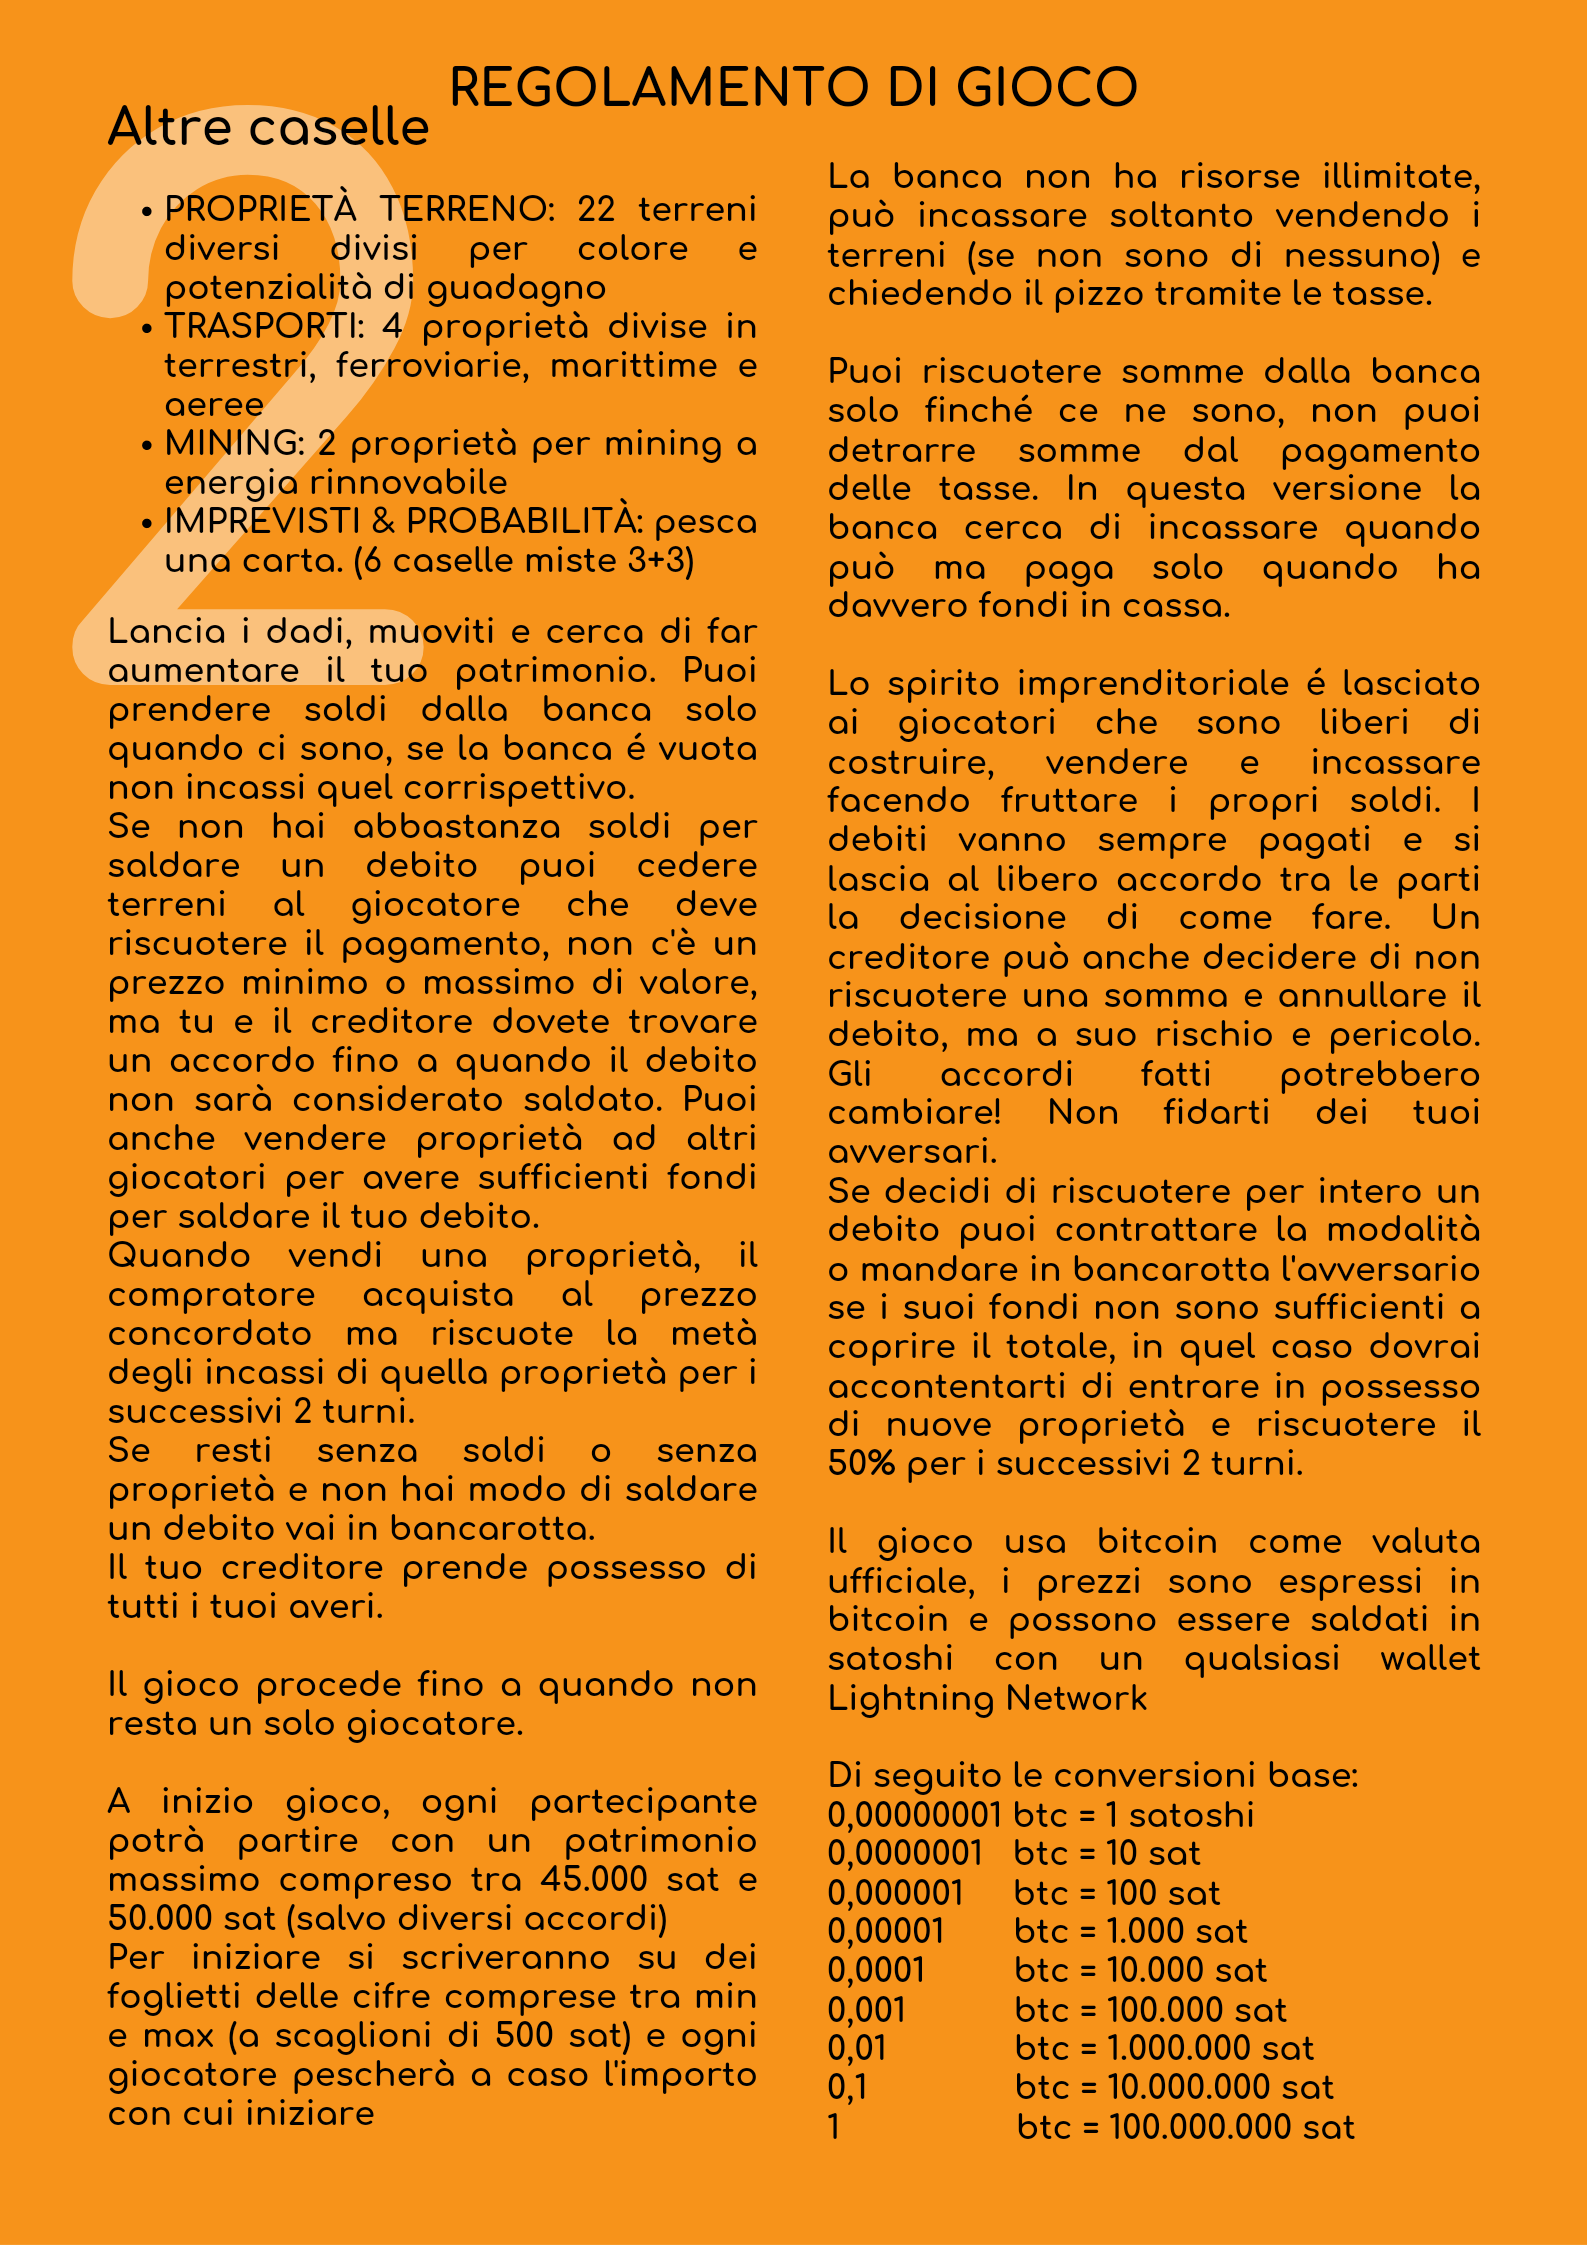 REGOLAMENTO DI GIOCO
2
Altre caselle
• PROPRIETÀ TERRENO: 22 terreni
diversi divisi per colore e
potenzialità di guadagno
• TRASPORTI: 4 proprietà divise in
terrestri, ferroviarie, marittime e
aeree
• MINING: 2 proprietà per mining a
energia rinnovabile
• IMPREVISTI & PROBABILITÀ: pesca
una carta. (6 caselle miste 3+3)
Lancia i dadi, muoviti e cerca di far
aumentare il tuo patrimonio. Puoi
prendere soldi dalla banca solo
quando ci sono, se la banca é vuota
non incassi quel corrispettivo.
Se non hai abbastanza soldi per
saldare un debito puoi cedere
terreni al giocatore che deve
riscuotere il pagamento, non c'è un
prezzo minimo o massimo di valore,
ma tu e il creditore dovete trovare
un accordo fino a quando il debito
non sarà considerato saldato. Puoi
anche vendere proprietà ad altri
giocatori per avere sufficienti fondi
per saldare il tuo debito.
Quando vendi una proprietà, il
compratore acquista al prezzo
concordato ma riscuote la metà
degli incassi di quella proprietà per i
successivi 2 turni.
Se resti senza soldi o senza
proprietà e non hai modo di saldare
un debito vai in bancarotta.
Il tuo creditore prende possesso di
tutti i tuoi averi.
Il gioco procede fino a quando non
resta un solo giocatore.
A inizio gioco, ogni partecipante
potrà partire con un patrimonio
massimo compreso tra 45.000 sat e
50.000 sat (salvo diversi accordi)
Per iniziare si scriveranno su dei
foglietti delle cifre comprese tra min
e max (a scaglioni di 500 sat) e ogni
giocatore pescherà a caso l'importo
con cui iniziare
La banca non ha risorse illimitate,
può incassare soltanto vendendo i
terreni (se non sono di nessuno) e
chiedendo il pizzo tramite le tasse.
Puoi riscuotere somme dalla banca
solo finché ce ne sono, non puoi
detrarre somme dal pagamento
delle tasse. In questa versione la
banca cerca di incassare quando
può ma paga solo quando ha
davvero fondi in cassa.
Lo spirito imprenditoriale é lasciato
ai giocatori che sono liberi di
costruire, vendere e incassare
facendo fruttare i propri soldi. I
debiti vanno sempre pagati e si
lascia al libero accordo tra le parti
la decisione di come fare. Un
creditore può anche decidere di non
riscuotere una somma e annullare il
debito, ma a suo rischio e pericolo.
Gli accordi fatti potrebbero
cambiare! Non fidarti dei tuoi
avversari.
Se decidi di riscuotere per intero un
debito puoi contrattare la modalità
o mandare in bancarotta l'avversario
se i suoi fondi non sono sufficienti a
coprire il totale, in quel caso dovrai
accontentarti di entrare in possesso
di nuove proprietà e riscuotere il
50% per i successivi 2 turni.
Il gioco usa bitcoin come valuta
ufficiale, i prezzi sono espressi in
bitcoin e possono essere saldati in
satoshi con un qualsiasi wallet
Lightning Network
Di seguito le conversioni base:
0,00000001 btc = 1 satoshi
0,0000001 btc = 10 sat
0,000001 btc = 100 sat
0,00001 btc = 1.000 sat
0,0001 btc = 10.000 sat
0,001 btc = 100.000 sat
0,01 btc = 1.000.000 sat
0,1 btc = 10.000.000 sat
1 btc = 100.000.000 sat